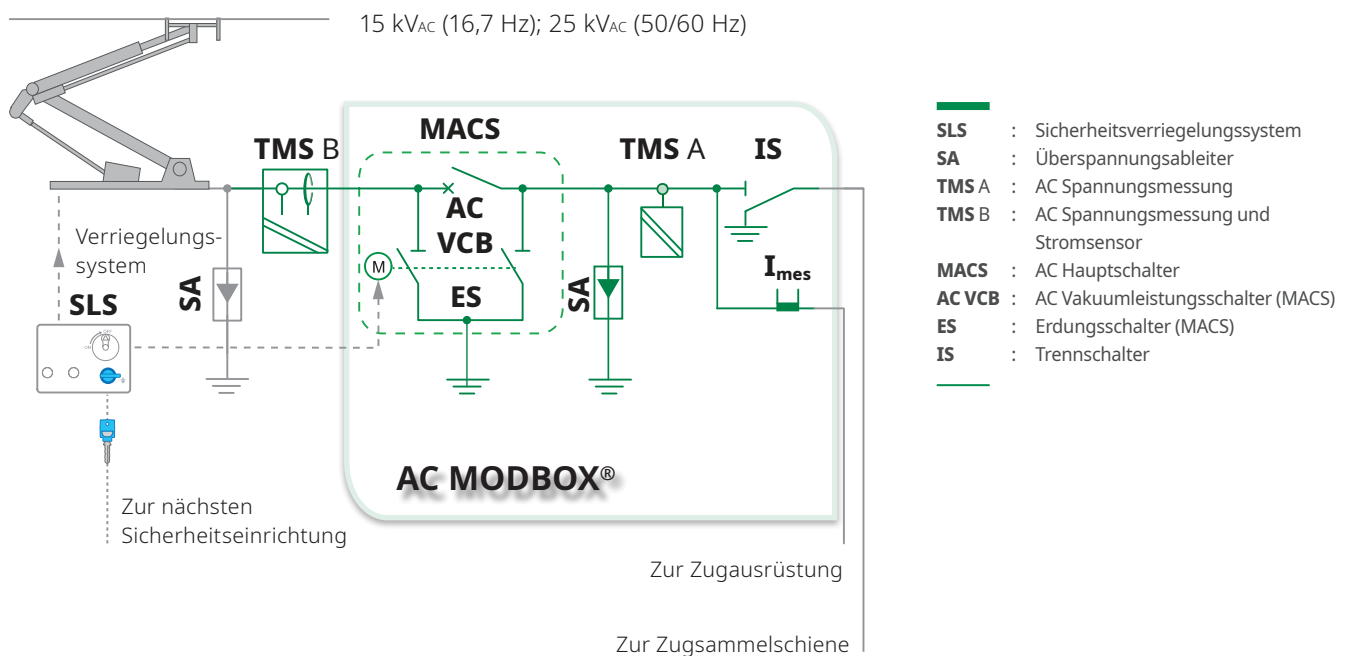 15 kVAC (16,7 Hz); 25 kVAC (50/60 Hz)
MACS
TMS B
TMS A
IS
AC
VCB
Verriegelungs-
system
SLS
SA
M
ES
SA
Imes
OFF
ON
AC MODBOX®
Zur nächsten
Sicherheitseinrichtung
Zur Zugausrüstung
Zur Zugsammelschiene
SLS : Sicherheitsverriegelungssystem
SA : Überspannungsableiter
TMS A : AC Spannungsmessung
TMS B : AC Spannungsmessung und
Stromsensor
MACS : AC Hauptschalter
AC VCB : AC Vakuumleistungsschalter (MACS)
ES : Erdungsschalter (MACS)
IS : Trennschalter